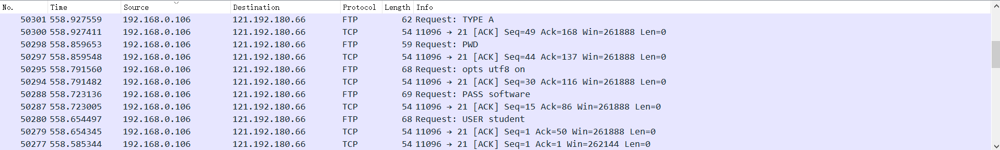 No. Time Source Destination Protocol Length Info
50301 558.927559 192.168.0.106 121.192.180.66 FTP 62 Request: TYPE A
50300 558.927411 192.168.0.106 121.192.180.66 TCP 54 11096 → 21 [ACK] Seq=49 Ack=168 Win=261888 Len=0
50298 558.859653 192.168.0.106 121.192.180.66 FTP 59 Request: PWD
50297 558.859548 192.168.0.106 121.192.180.66 TCP 54 11096 → 21 [ACK] Seq=44 Ack=137 Win=261888 Len=0
50295 558.791560 192.168.0.106 121.192.180.66 FTP 68 Request: opts utf8 on
50294 558.791482 192.168.0.106 121.192.180.66 TCP 54 11096 → 21 [ACK] Seq=30 Ack=116 Win=261888 Len=0
50288 558.723136 192.168.0.106 121.192.180.66 FTP 69 Request: PASS software
50287 558.723005 192.168.0.106 121.192.180.66 TCP 54 11096 → 21 [ACK] Seq=15 Ack=86 Win=261888 Len=0
50280 558.654497 192.168.0.106 121.192.180.66 FTP 68 Request: USER student
50279 558.654345 192.168.0.106 121.192.180.66 TCP 54 11096 → 21 [ACK] Seq=1 Ack=50 Win=261888 Len=0
50277 558.585344 192.168.0.106 121.192.180.66 TCP 54 11096 → 21 [ACK] Seq=1 Ack=1 Win=262144 Len=0